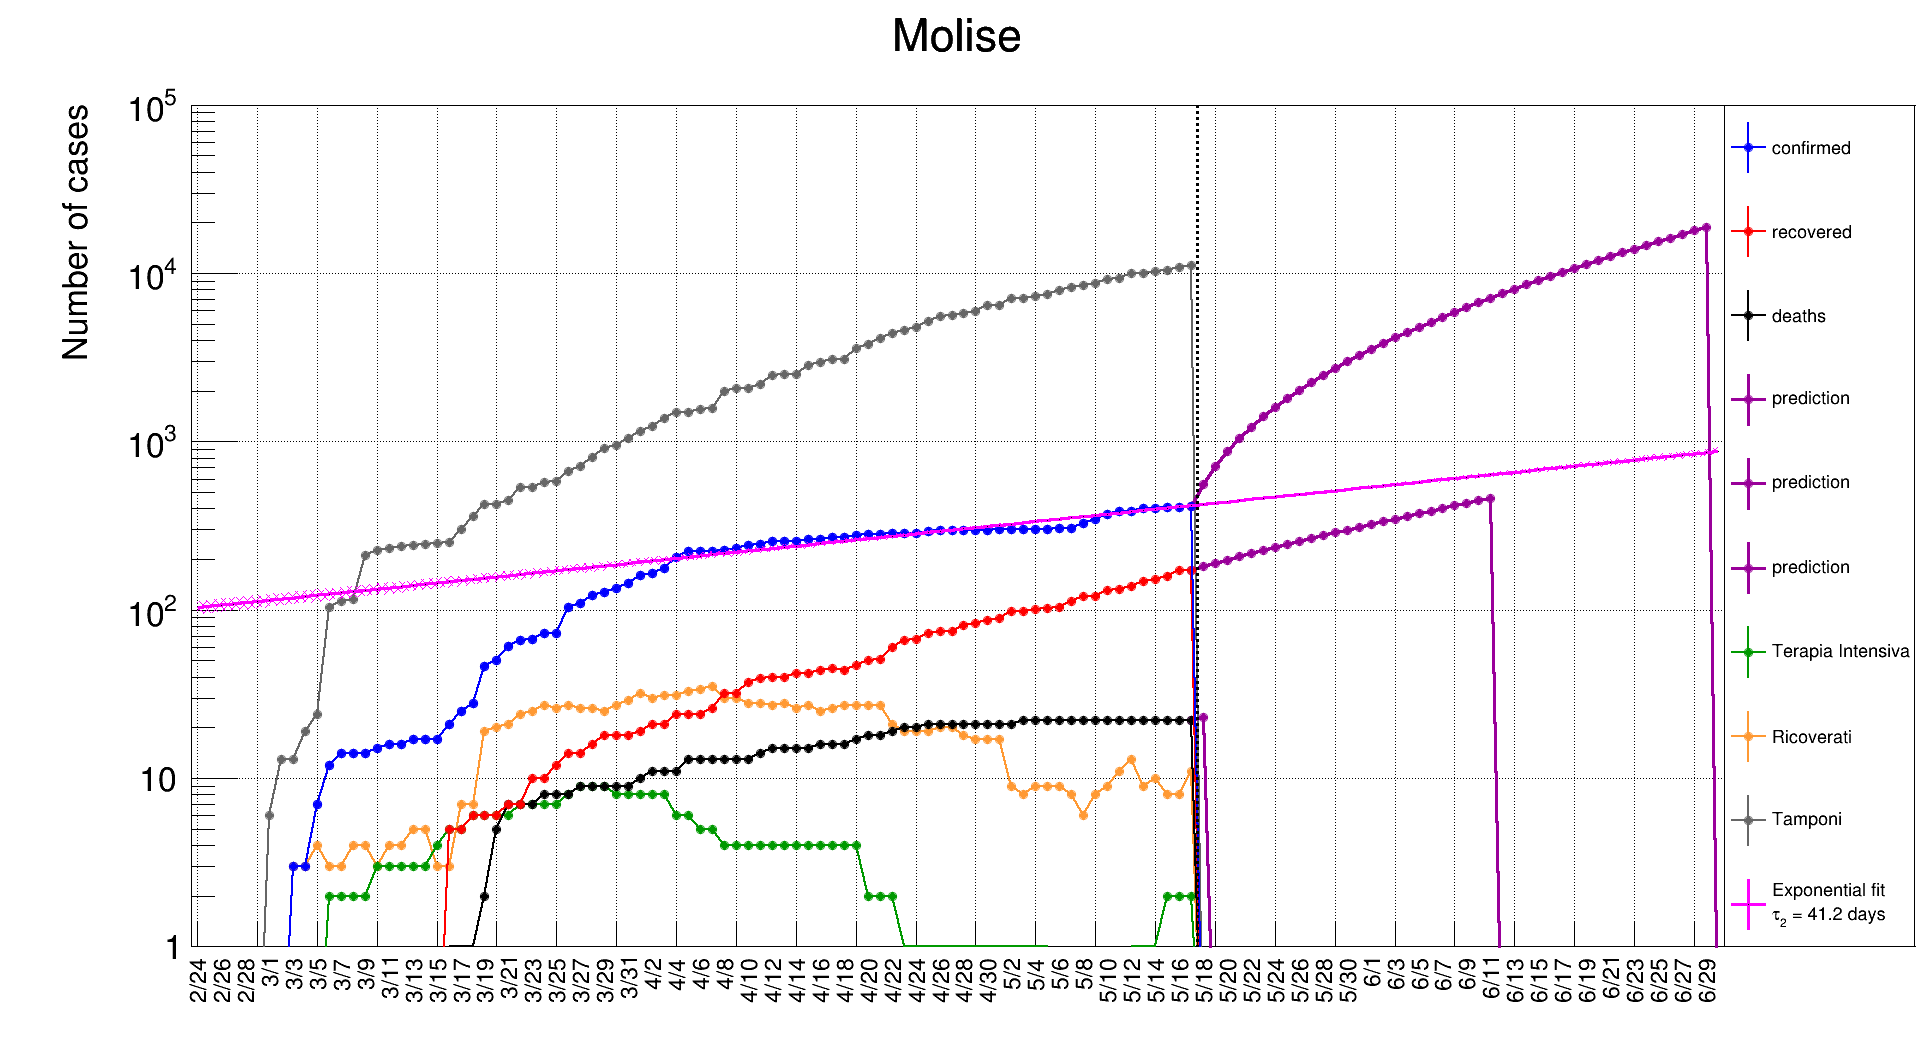 Molise
Number of cases
10^5
10^4
10^3
10^2
10
1
2/24 2/26 2/28 3/1 3/3 3/5 3/7 3/9 3/11 3/13 3/15 3/17 3/19 3/21 3/23 3/25 3/27 3/29 3/31 4/2 4/4 4/6 4/8 4/10 4/12 4/14 4/16 4/18 4/20 4/22 4/24 4/26 4/28 4/30 5/2 5/4 5/6 5/8 5/10 5/12 5/14 5/16 5/18 5/20 5/22 5/24 5/26 5/28 5/30 6/1 6/3 6/5 6/7 6/9 6/11 6/13 6/15 6/17 6/19 6/21 6/23 6/25 6/27 6/29
confirmed
recovered
deaths
prediction
prediction
prediction
Terapia Intensiva
Ricoverati
Tamponi
Exponential fit
τ₂ = 41.2 days